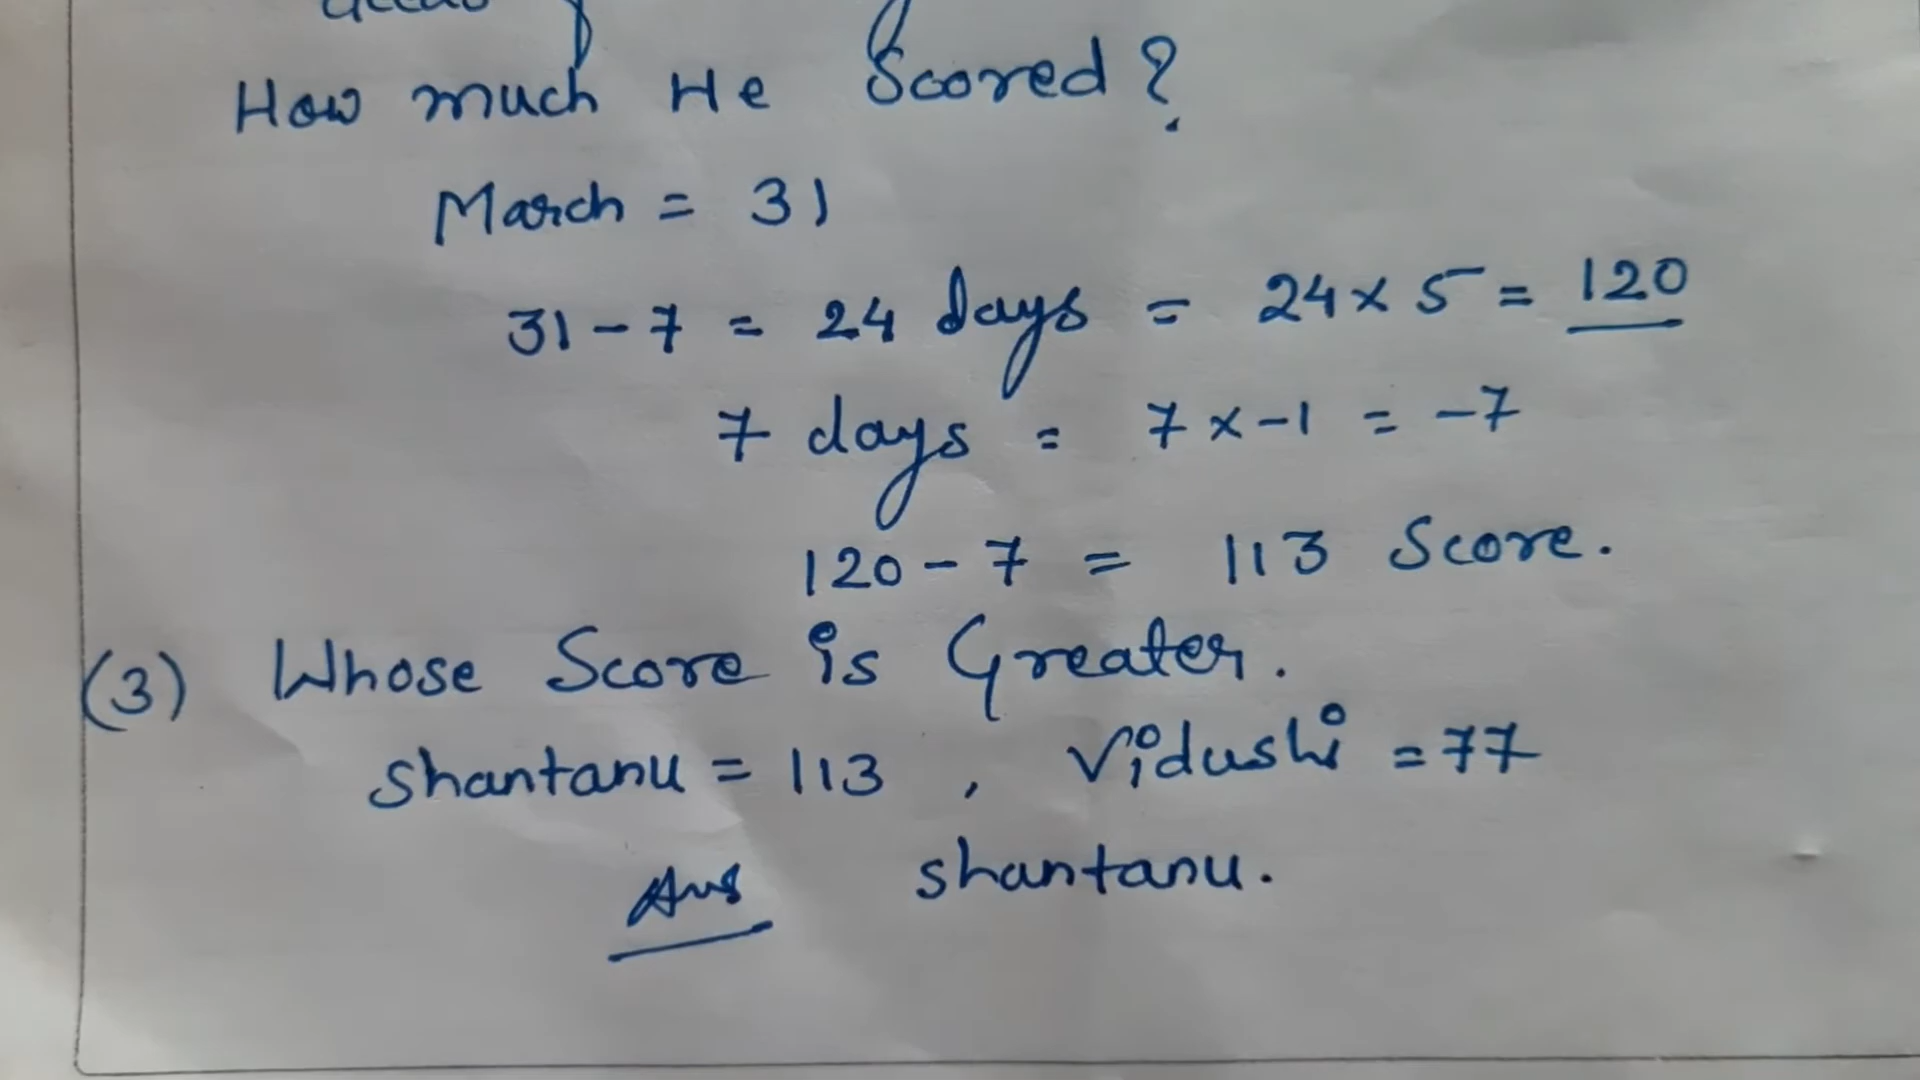 How much He Scored?
March = 31
31 - 7 = 24 days = 24 x 5 = 120
7 days = 7 x -1 = -7
120 - 7 = 113 Score.
(3) Whose Score is Greater.
Shantanu = 113 , Vidushi = 77
Ans shantanu.